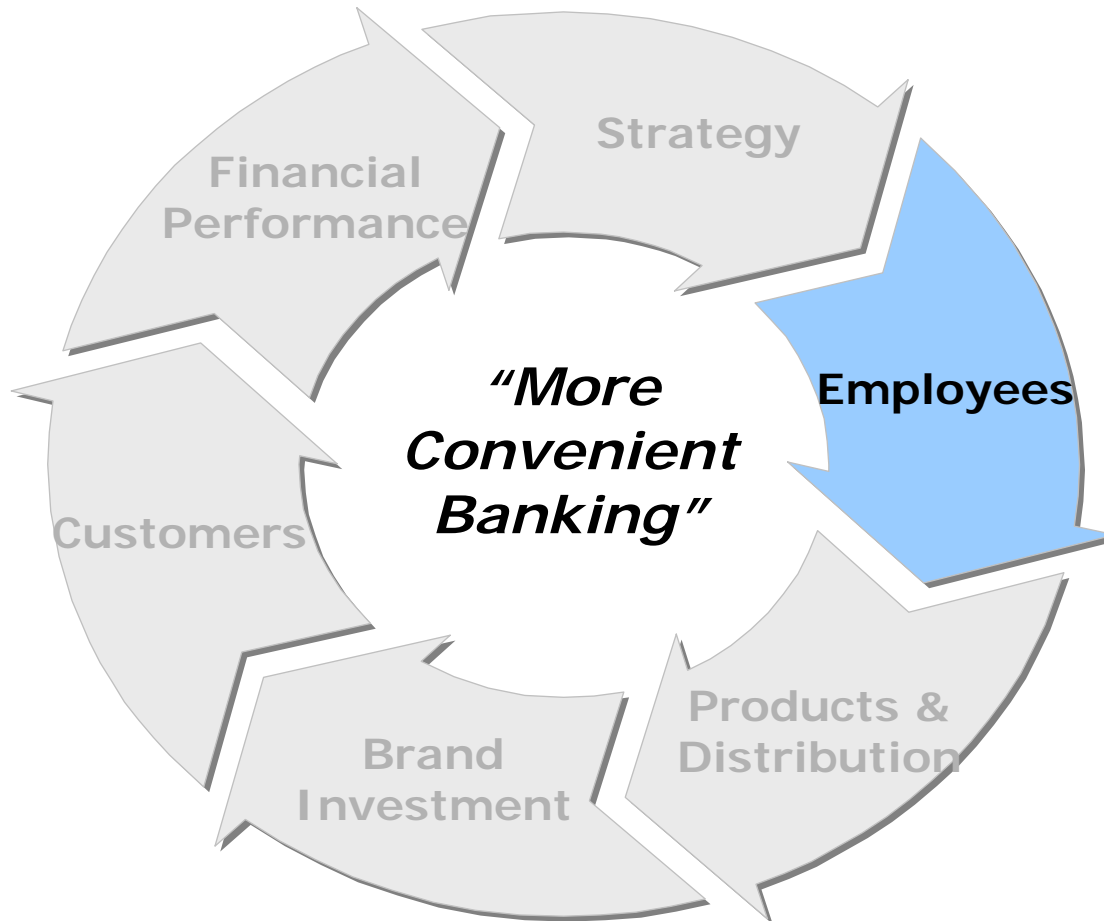 Strategy
Financial
Performance
Employees
“More
Convenient
Banking”
Customers
Products &
Distribution
Brand
Investment